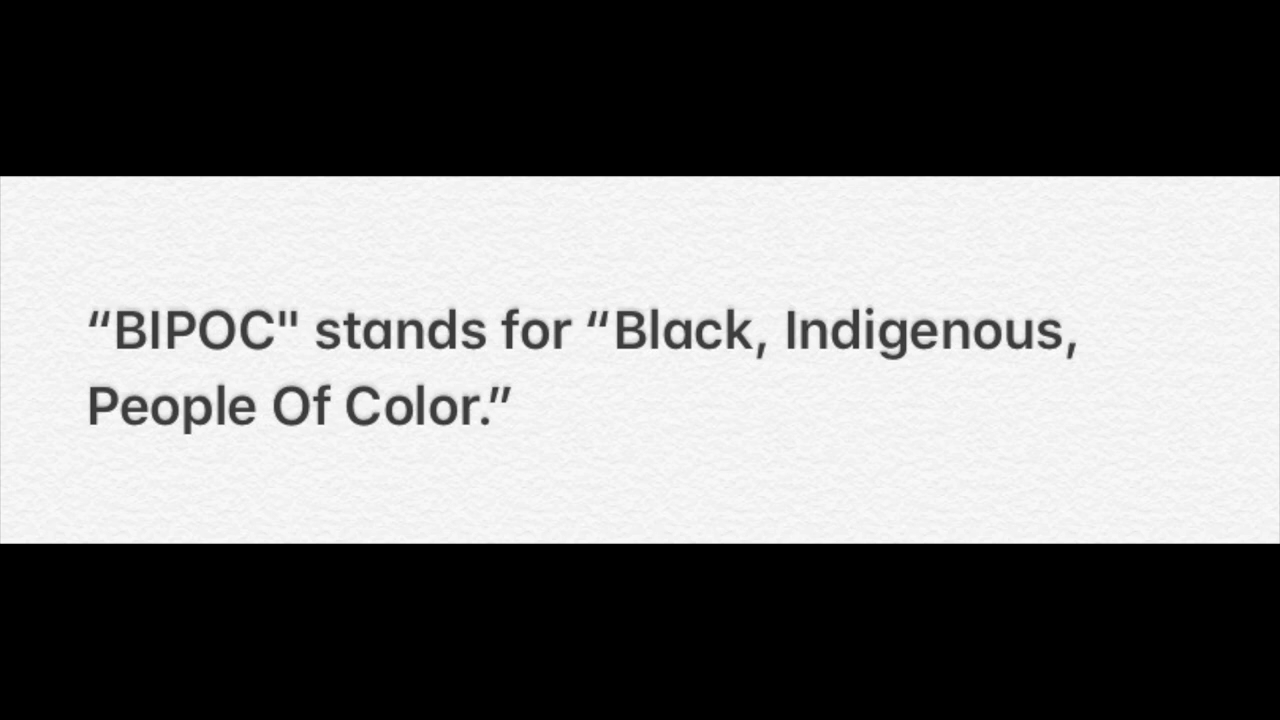 “BIPOC" stands for “Black, Indigenous,
People Of Color.”